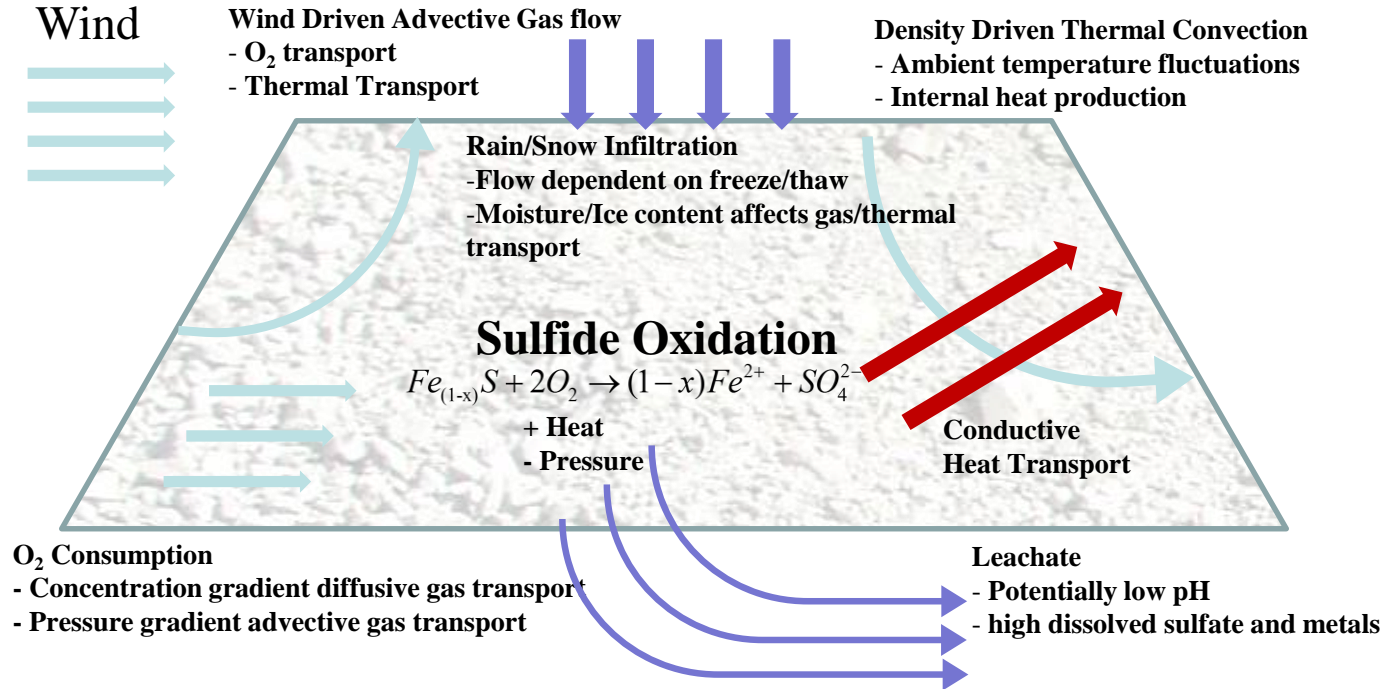 Wind
Wind Driven Advective Gas flow
- O₂ transport
- Thermal Transport
Density Driven Thermal Convection
- Ambient temperature fluctuations
- Internal heat production
Rain/Snow Infiltration
-Flow dependent on freeze/thaw
-Moisture/Ice content affects gas/thermal
transport
Sulfide Oxidation
Fe₍₁₋ₓ₎S + 2O₂ → (1 − x)Fe²⁺ + SO₄²⁻
+ Heat
- Pressure
Conductive
Heat Transport
O₂ Consumption
- Concentration gradient diffusive gas transport
- Pressure gradient advective gas transport
Leachate
- Potentially low pH
- high dissolved sulfate and metals